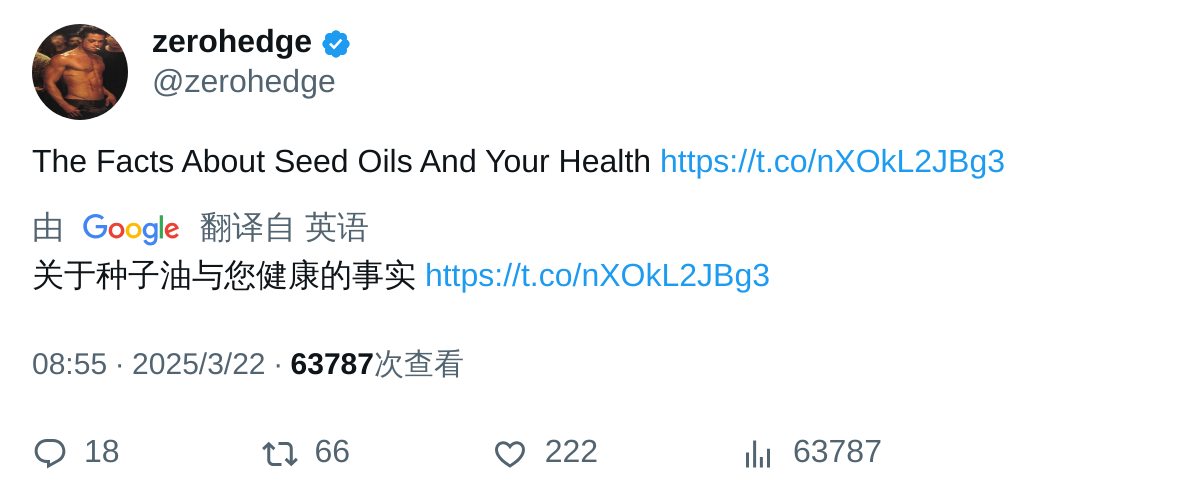 zerohedge
@zerohedge
The Facts About Seed Oils And Your Health https://t.co/nXOkL2JBg3
由 Google 翻译自 英语
关于种子油与您健康的事实 https://t.co/nXOkL2JBg3
08:55 · 2025/3/22 · 63787次查看
18 66 222 63787